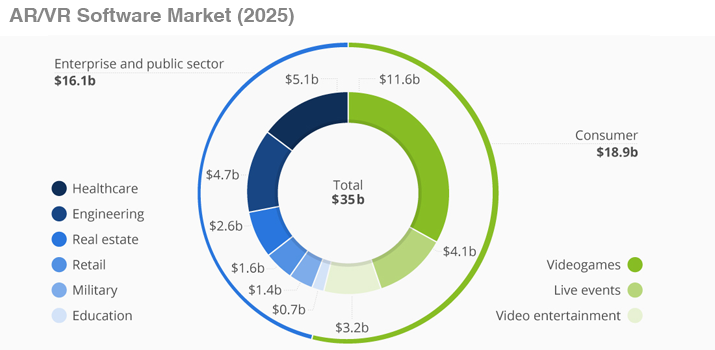 AR/VR Software Market (2025)
Enterprise and public sector
$16.1b
$5.1b
$11.6b
Consumer
$18.9b
$4.7b
Total
$35b
Healthcare
Engineering
Real estate
Retail
Military
Education
$2.6b
$1.6b
$1.4b
$0.7b
$3.2b
$4.1b
Videogames
Live events
Video entertainment